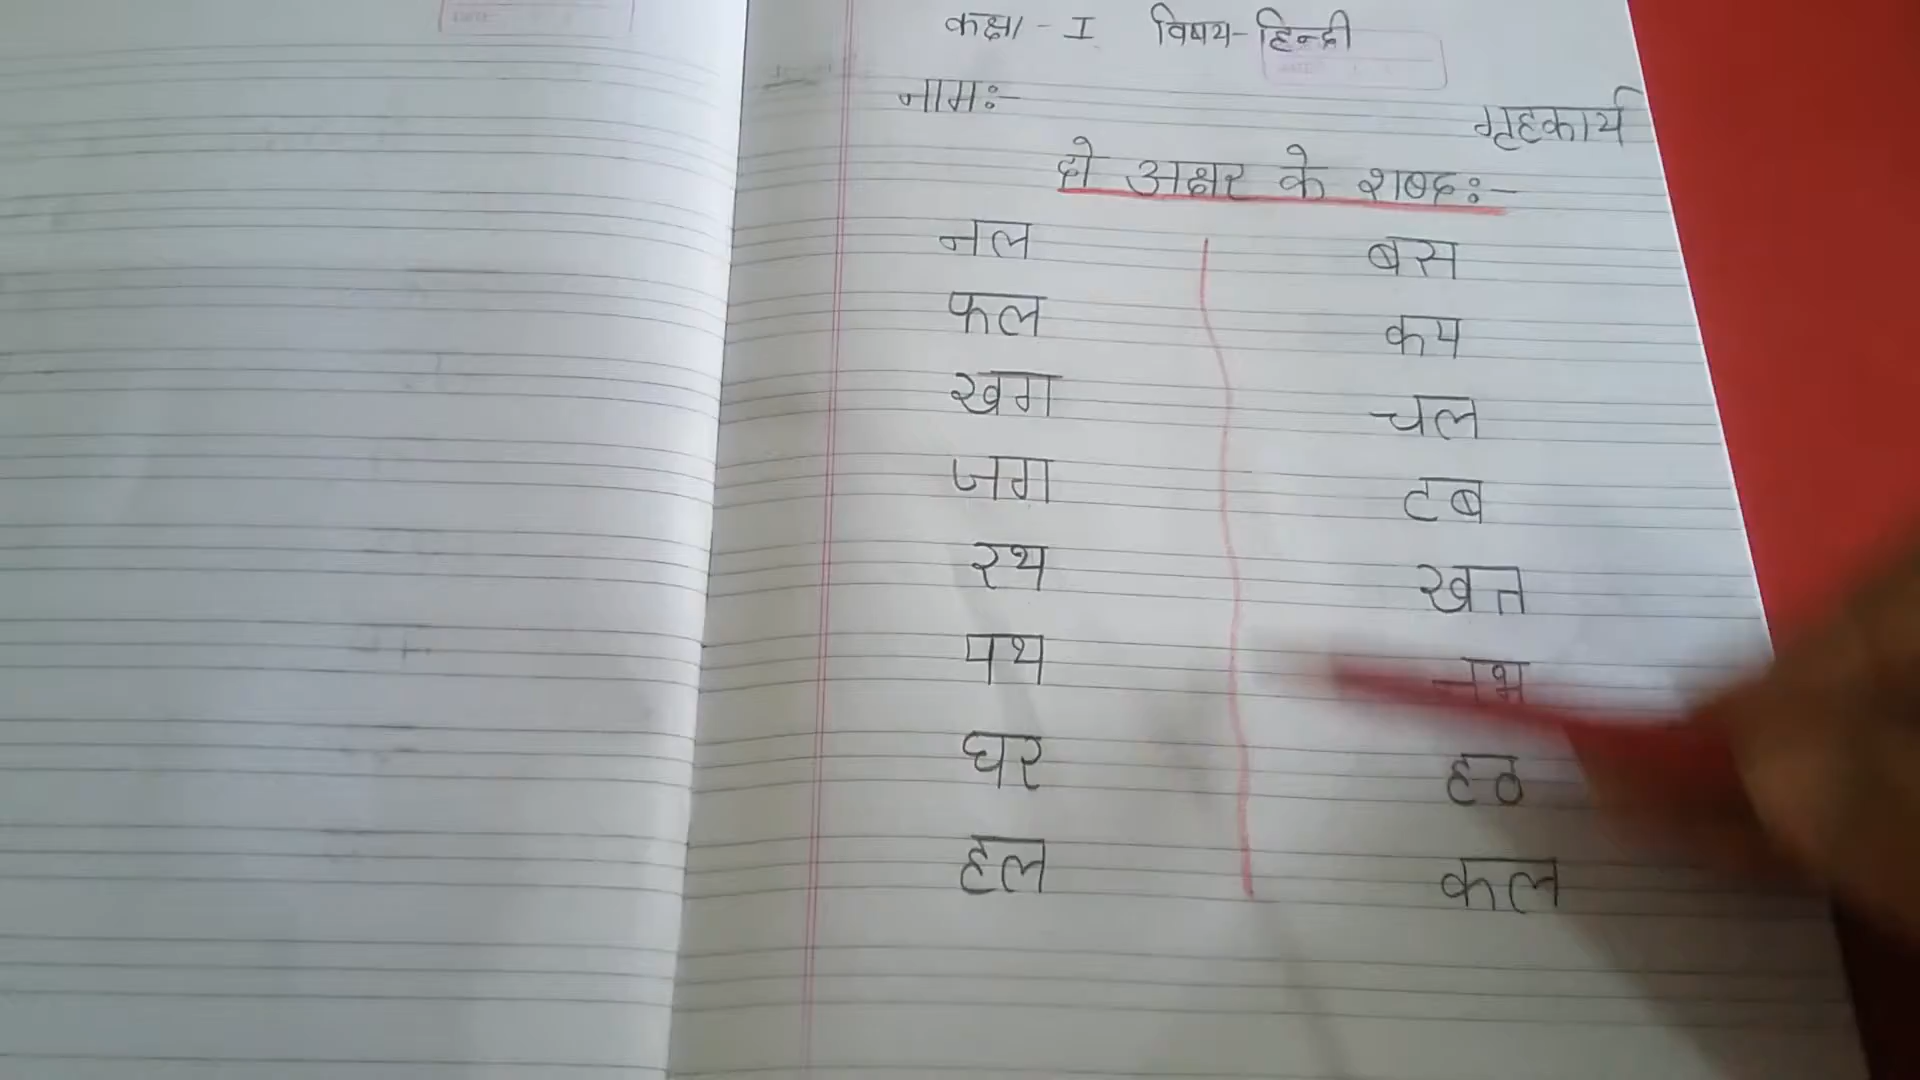 कक्षा - I विषय - हिन्दी
नामः-
गृहकार्य
दो अक्षर के शब्दः-
नल बस
फल कप
खग चल
जग टब
रथ खत
पथ नभ
घर हठ
हल कल